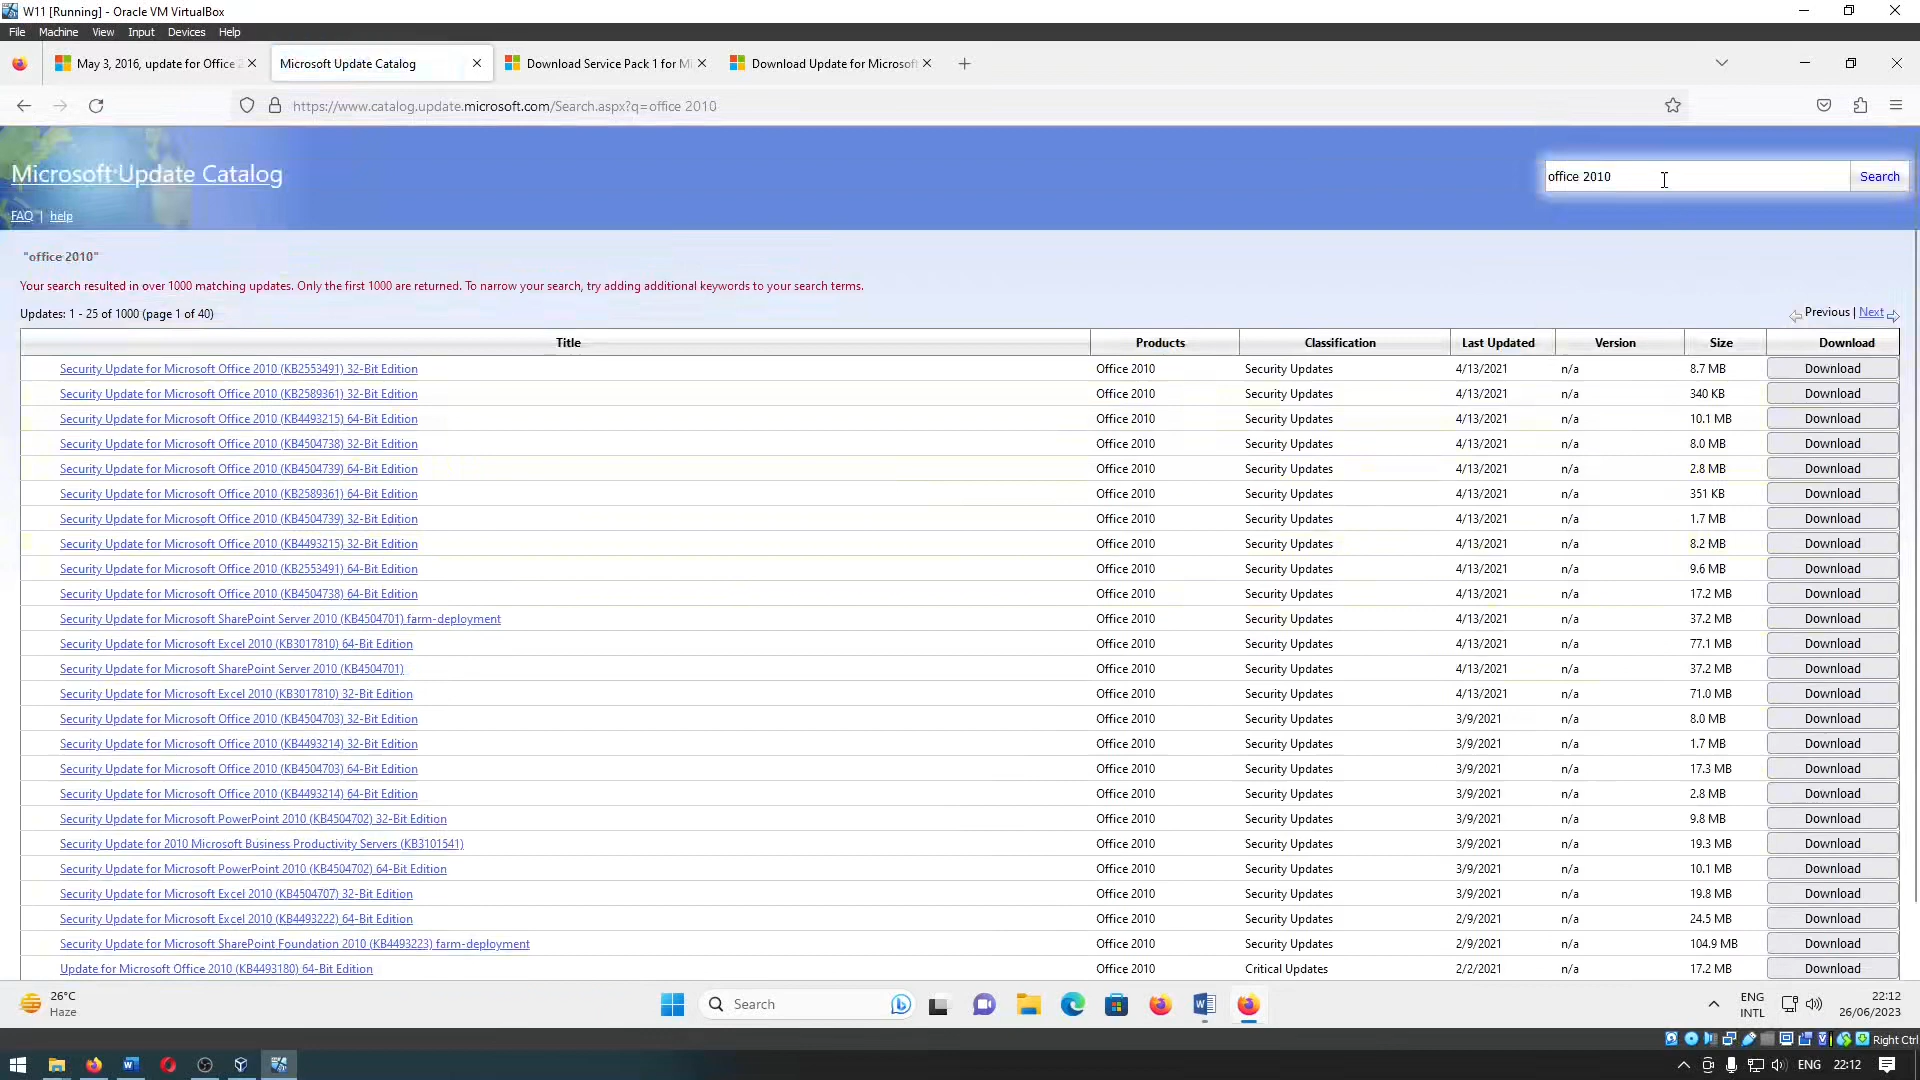 W11 [Running] - Oracle VM VirtualBox
File Machine View Input Devices Help
May 3, 2016, update for Office 2
Microsoft Update Catalog
Download Service Pack 1 for Mi
Download Update for Microsoft
https://www.catalog.update.microsoft.com/Search.aspx?q=office 2010
Microsoft Update Catalog
office 2010
Search
FAQ | help
"office 2010"
Your search resulted in over 1000 matching updates. Only the first 1000 are returned. To narrow your search, try adding additional keywords to your search terms.
Updates: 1 - 25 of 1000 (page 1 of 40)
Previous | Next
Title Products Classification Last Updated Version Size Download
Security Update for Microsoft Office 2010 (KB2553491) 32-Bit Edition Office 2010 Security Updates 4/13/2021 n/a 8.7 MB Download
Security Update for Microsoft Office 2010 (KB2589361) 32-Bit Edition Office 2010 Security Updates 4/13/2021 n/a 340 KB Download
Security Update for Microsoft Office 2010 (KB4493215) 64-Bit Edition Office 2010 Security Updates 4/13/2021 n/a 10.1 MB Download
Security Update for Microsoft Office 2010 (KB4504738) 32-Bit Edition Office 2010 Security Updates 4/13/2021 n/a 8.0 MB Download
Security Update for Microsoft Office 2010 (KB4504739) 64-Bit Edition Office 2010 Security Updates 4/13/2021 n/a 2.8 MB Download
Security Update for Microsoft Office 2010 (KB2589361) 64-Bit Edition Office 2010 Security Updates 4/13/2021 n/a 351 KB Download
Security Update for Microsoft Office 2010 (KB4504739) 32-Bit Edition Office 2010 Security Updates 4/13/2021 n/a 1.7 MB Download
Security Update for Microsoft Office 2010 (KB4493215) 32-Bit Edition Office 2010 Security Updates 4/13/2021 n/a 8.2 MB Download
Security Update for Microsoft Office 2010 (KB2553491) 64-Bit Edition Office 2010 Security Updates 4/13/2021 n/a 9.6 MB Download
Security Update for Microsoft Office 2010 (KB4504738) 64-Bit Edition Office 2010 Security Updates 4/13/2021 n/a 17.2 MB Download
Security Update for Microsoft SharePoint Server 2010 (KB4504701) farm-deployment Office 2010 Security Updates 4/13/2021 n/a 37.2 MB Download
Security Update for Microsoft Excel 2010 (KB3017810) 64-Bit Edition Office 2010 Security Updates 4/13/2021 n/a 77.1 MB Download
Security Update for Microsoft SharePoint Server 2010 (KB4504701) Office 2010 Security Updates 4/13/2021 n/a 37.2 MB Download
Security Update for Microsoft Excel 2010 (KB3017810) 32-Bit Edition Office 2010 Security Updates 4/13/2021 n/a 71.0 MB Download
Security Update for Microsoft Office 2010 (KB4504703) 32-Bit Edition Office 2010 Security Updates 3/9/2021 n/a 8.0 MB Download
Security Update for Microsoft Office 2010 (KB4493214) 32-Bit Edition Office 2010 Security Updates 3/9/2021 n/a 1.7 MB Download
Security Update for Microsoft Office 2010 (KB4504703) 64-Bit Edition Office 2010 Security Updates 3/9/2021 n/a 17.3 MB Download
Security Update for Microsoft Office 2010 (KB4493214) 64-Bit Edition Office 2010 Security Updates 3/9/2021 n/a 2.8 MB Download
Security Update for Microsoft PowerPoint 2010 (KB4504702) 32-Bit Edition Office 2010 Security Updates 3/9/2021 n/a 9.8 MB Download
Security Update for 2010 Microsoft Business Productivity Servers (KB3101541) Office 2010 Security Updates 3/9/2021 n/a 19.3 MB Download
Security Update for Microsoft PowerPoint 2010 (KB4504702) 64-Bit Edition Office 2010 Security Updates 3/9/2021 n/a 10.1 MB Download
Security Update for Microsoft Excel 2010 (KB4504707) 32-Bit Edition Office 2010 Security Updates 3/9/2021 n/a 19.8 MB Download
Security Update for Microsoft Excel 2010 (KB4493222) 64-Bit Edition Office 2010 Security Updates 2/9/2021 n/a 24.5 MB Download
Security Update for Microsoft SharePoint Foundation 2010 (KB4493223) farm-deployment Office 2010 Security Updates 2/9/2021 n/a 104.9 MB Download
Update for Microsoft Office 2010 (KB4493180) 64-Bit Edition Office 2010 Critical Updates 2/2/2021 n/a 17.2 MB Download
26°C
Haze
Search
ENG
INTL
22:12
26/06/2023
Right Ctrl
ENG 22:12